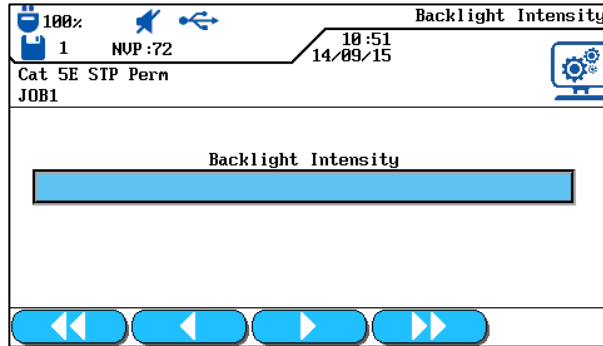 100% Backlight Intensity
1 NVP:72 10:51
14/09/15
Cat 5E STP Perm
JOB1
Backlight Intensity